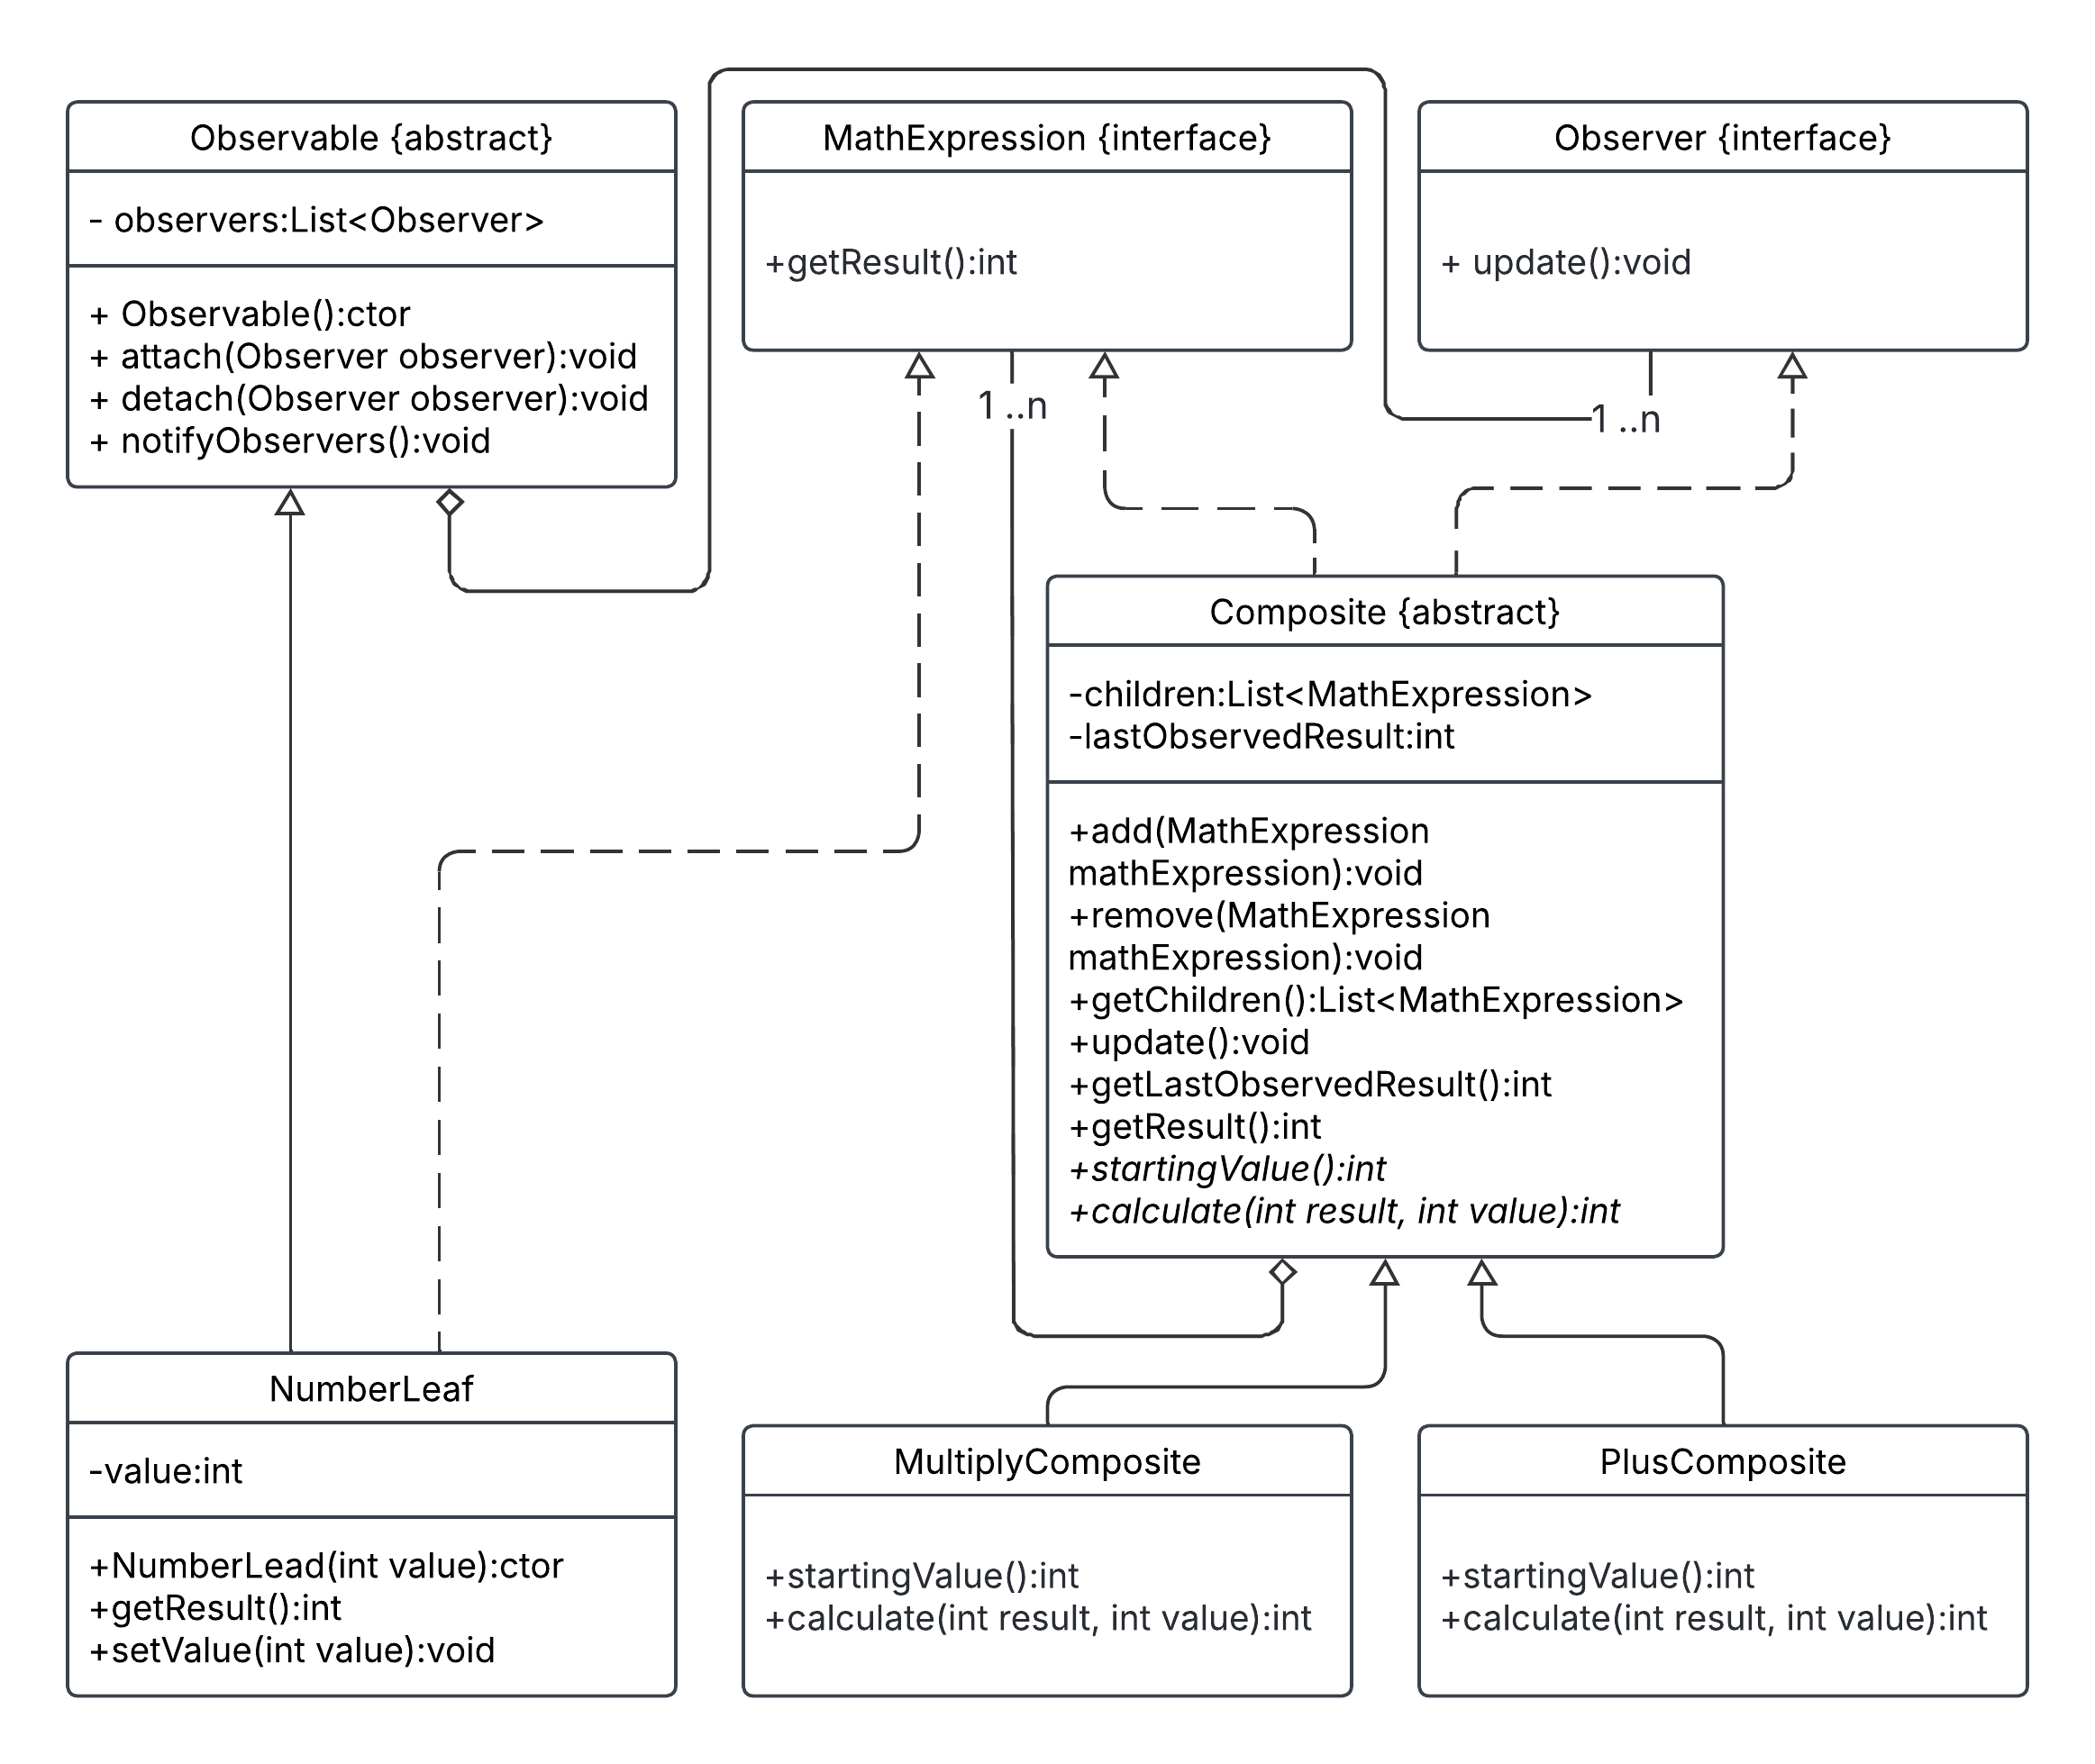 Observable {abstract}
- observers:List<Observer>
+ Observable():ctor
+ attach(Observer observer):void
+ detach(Observer observer):void
+ notifyObservers():void
MathExpression {interface}
+getResult():int
Observer {interface}
+ update():void
1 ..n
1 ..n
Composite {abstract}
-children:List<MathExpression>
-lastObservedResult:int
+add(MathExpression
mathExpression):void
+remove(MathExpression
mathExpression):void
+getChildren():List<MathExpression>
+update():void
+getLastObservedResult():int
+getResult():int
+startingValue():int
+calculate(int result, int value):int
NumberLeaf
-value:int
+NumberLead(int value):ctor
+getResult():int
+setValue(int value):void
MultiplyComposite
+startingValue():int
+calculate(int result, int value):int
PlusComposite
+startingValue():int
+calculate(int result, int value):int